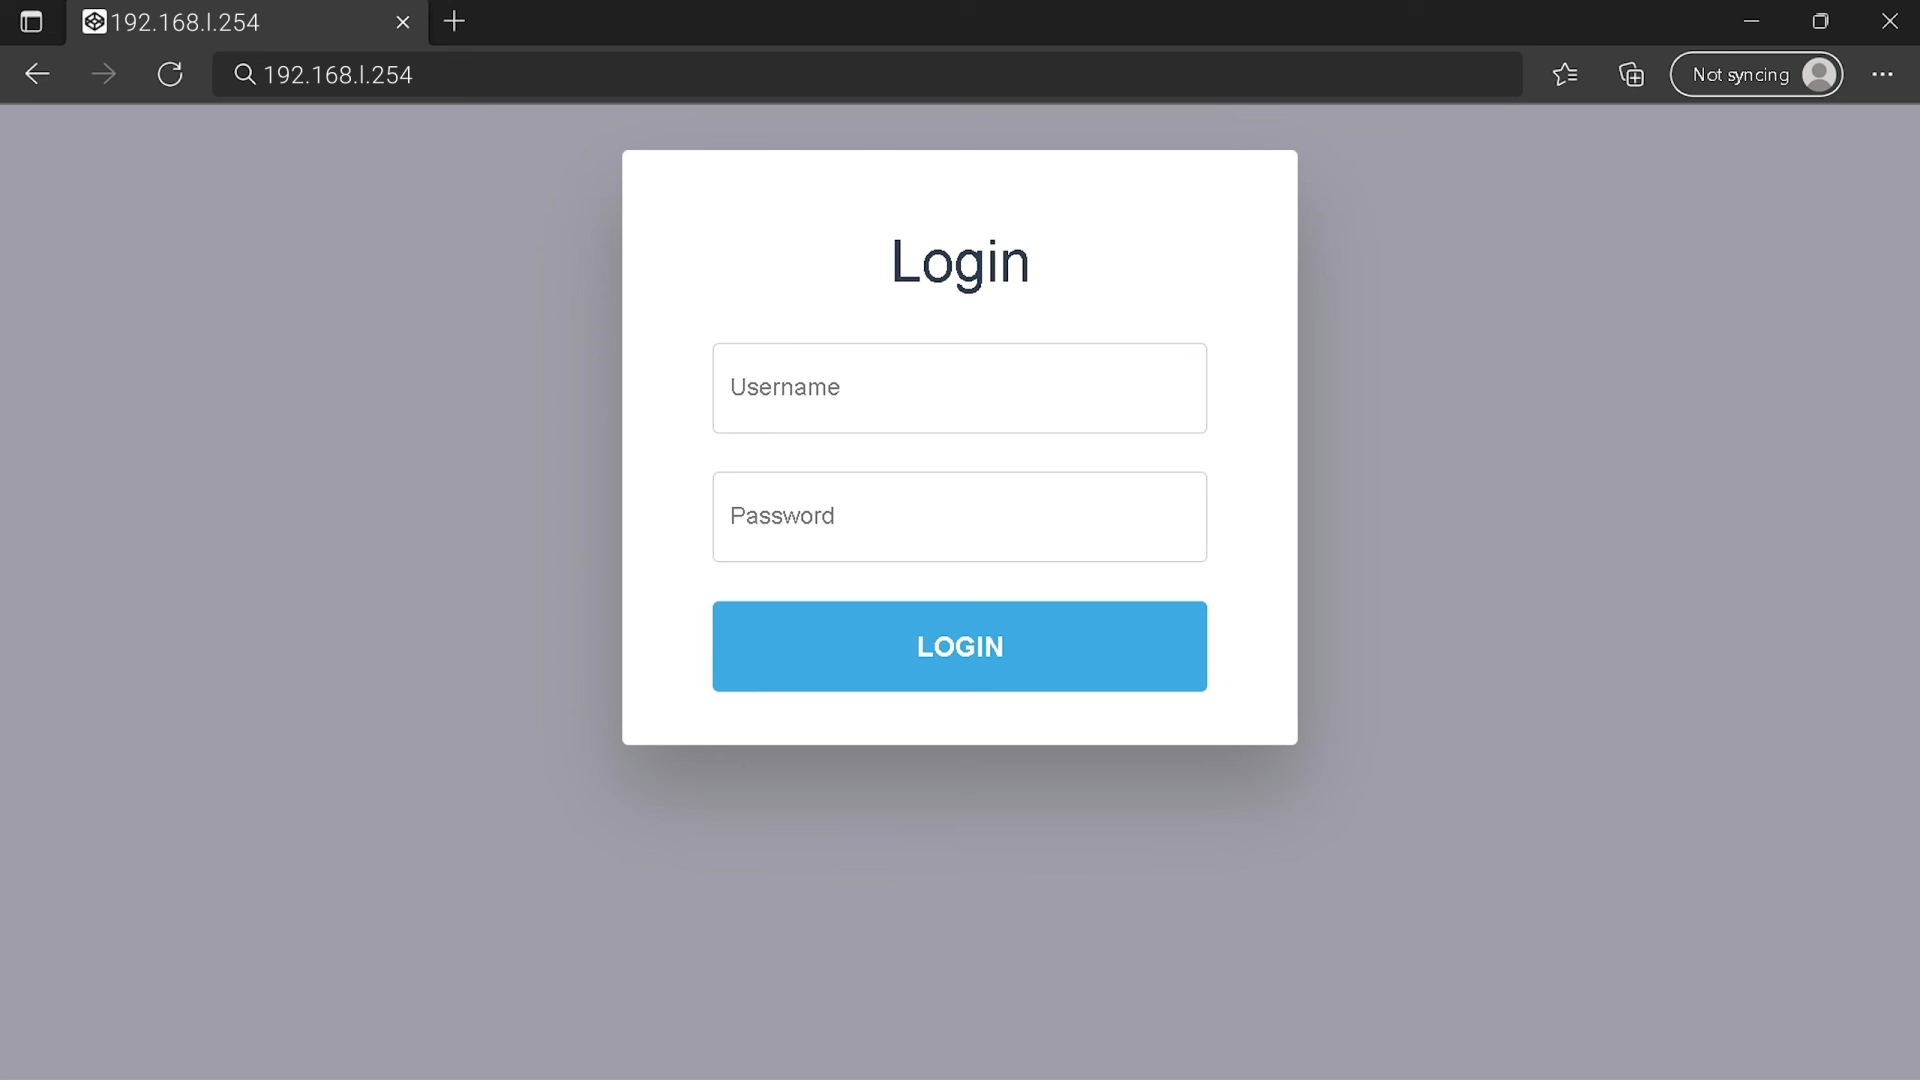 192.168.l.254
192.168.l.254
Not syncing
Login
Username
Password
LOGIN